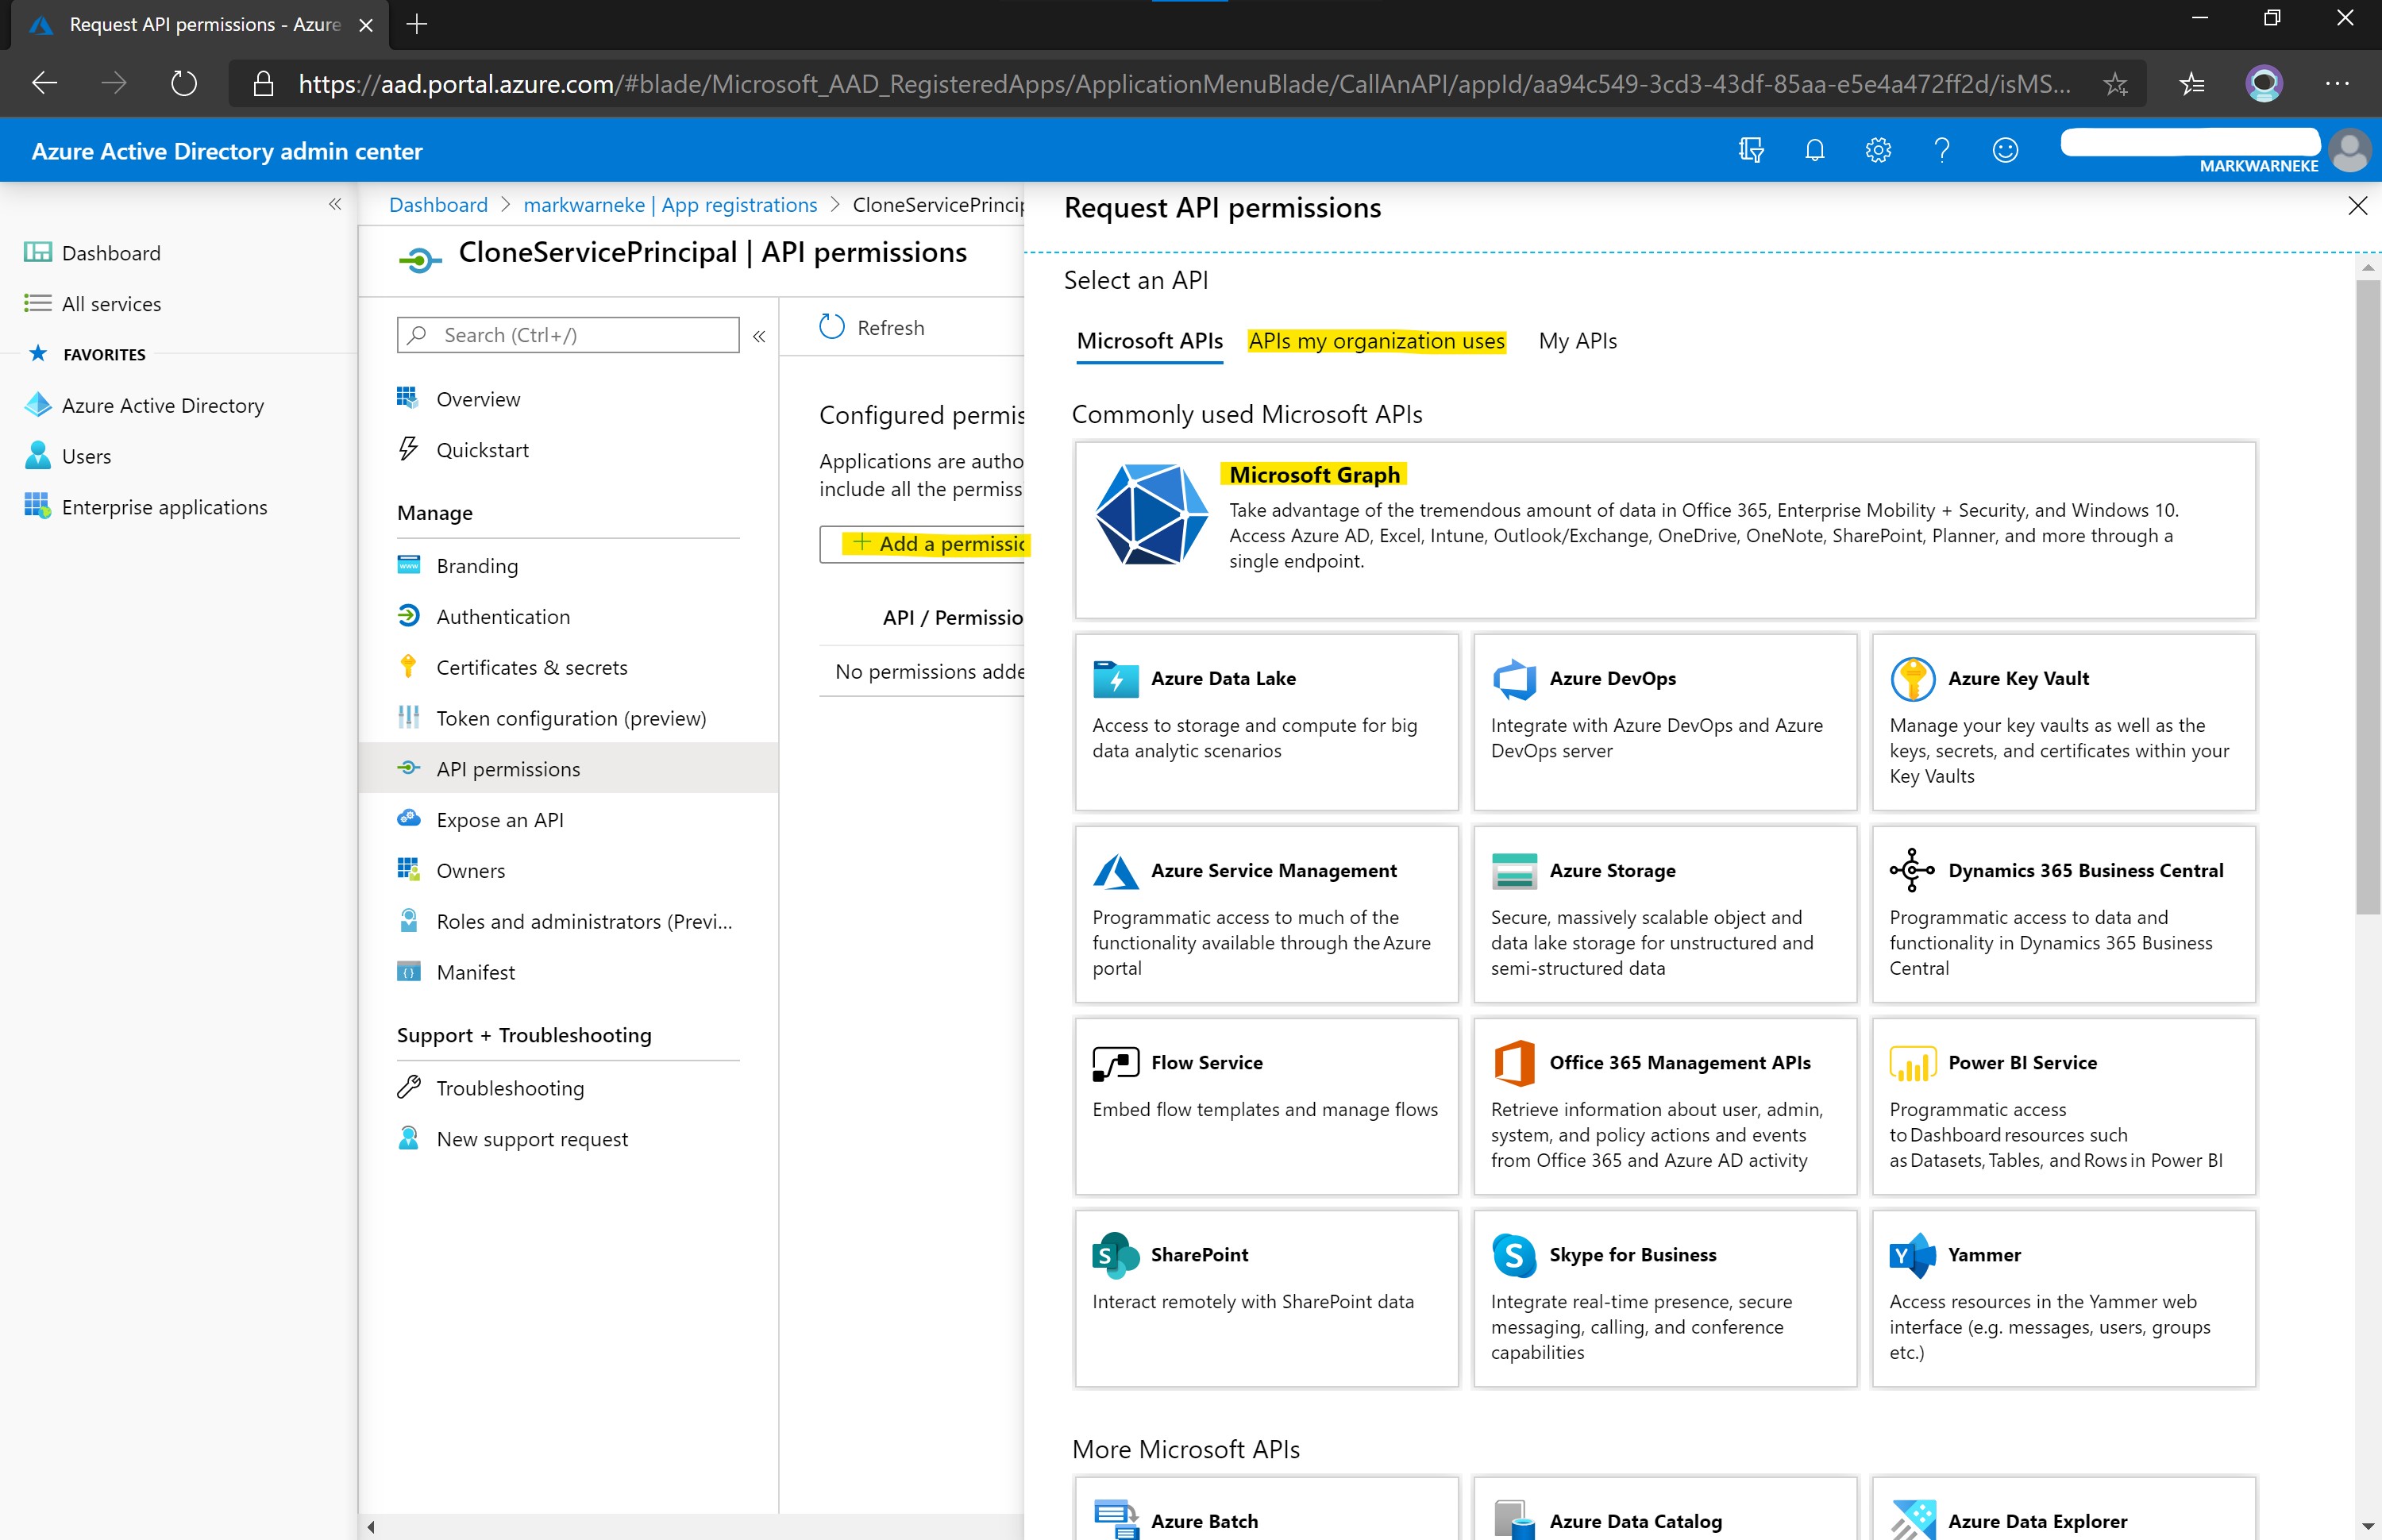 Request API permissions - Azure
https://aad.portal.azure.com/#blade/Microsoft_AAD_RegisteredApps/ApplicationMenuBlade/CallAnAPI/appId/aa94c549-3cd3-43df-85aa-e5e4a472ff2d/isMS...
Azure Active Directory admin center
MARKWARNEKE
Dashboard
All services
FAVORITES
Azure Active Directory
Users
Enterprise applications
Dashboard > markwarneke | App registrations > CloneServicePrincip
CloneServicePrincipal | API permissions
Search (Ctrl+/)
Overview
Quickstart
Manage
Branding
Authentication
Certificates & secrets
Token configuration (preview)
API permissions
Expose an API
Owners
Roles and administrators (Previ...
Manifest
Support + Troubleshooting
Troubleshooting
New support request
Refresh
Configured permis
Applications are autho
include all the permiss
+ Add a permissic
API / Permissio
No permissions adde
Request API permissions
Select an API
Microsoft APIs APIs my organization uses My APIs
Commonly used Microsoft APIs
Microsoft Graph
Take advantage of the tremendous amount of data in Office 365, Enterprise Mobility + Security, and Windows 10.
Access Azure AD, Excel, Intune, Outlook/Exchange, OneDrive, OneNote, SharePoint, Planner, and more through a
single endpoint.
Azure Data Lake
Access to storage and compute for big
data analytic scenarios
Azure DevOps
Integrate with Azure DevOps and Azure
DevOps server
Azure Key Vault
Manage your key vaults as well as the
keys, secrets, and certificates within your
Key Vaults
Azure Service Management
Programmatic access to much of the
functionality available through the Azure
portal
Azure Storage
Secure, massively scalable object and
data lake storage for unstructured and
semi-structured data
Dynamics 365 Business Central
Programmatic access to data and
functionality in Dynamics 365 Business
Central
Flow Service
Embed flow templates and manage flows
Office 365 Management APIs
Retrieve information about user, admin,
system, and policy actions and events
from Office 365 and Azure AD activity
Power BI Service
Programmatic access
to Dashboard resources such
as Datasets, Tables, and Rows in Power BI
SharePoint
Interact remotely with SharePoint data
Skype for Business
Integrate real-time presence, secure
messaging, calling, and conference
capabilities
Yammer
Access resources in the Yammer web
interface (e.g. messages, users, groups
etc.)
More Microsoft APIs
Azure Batch
Azure Data Catalog
Azure Data Explorer